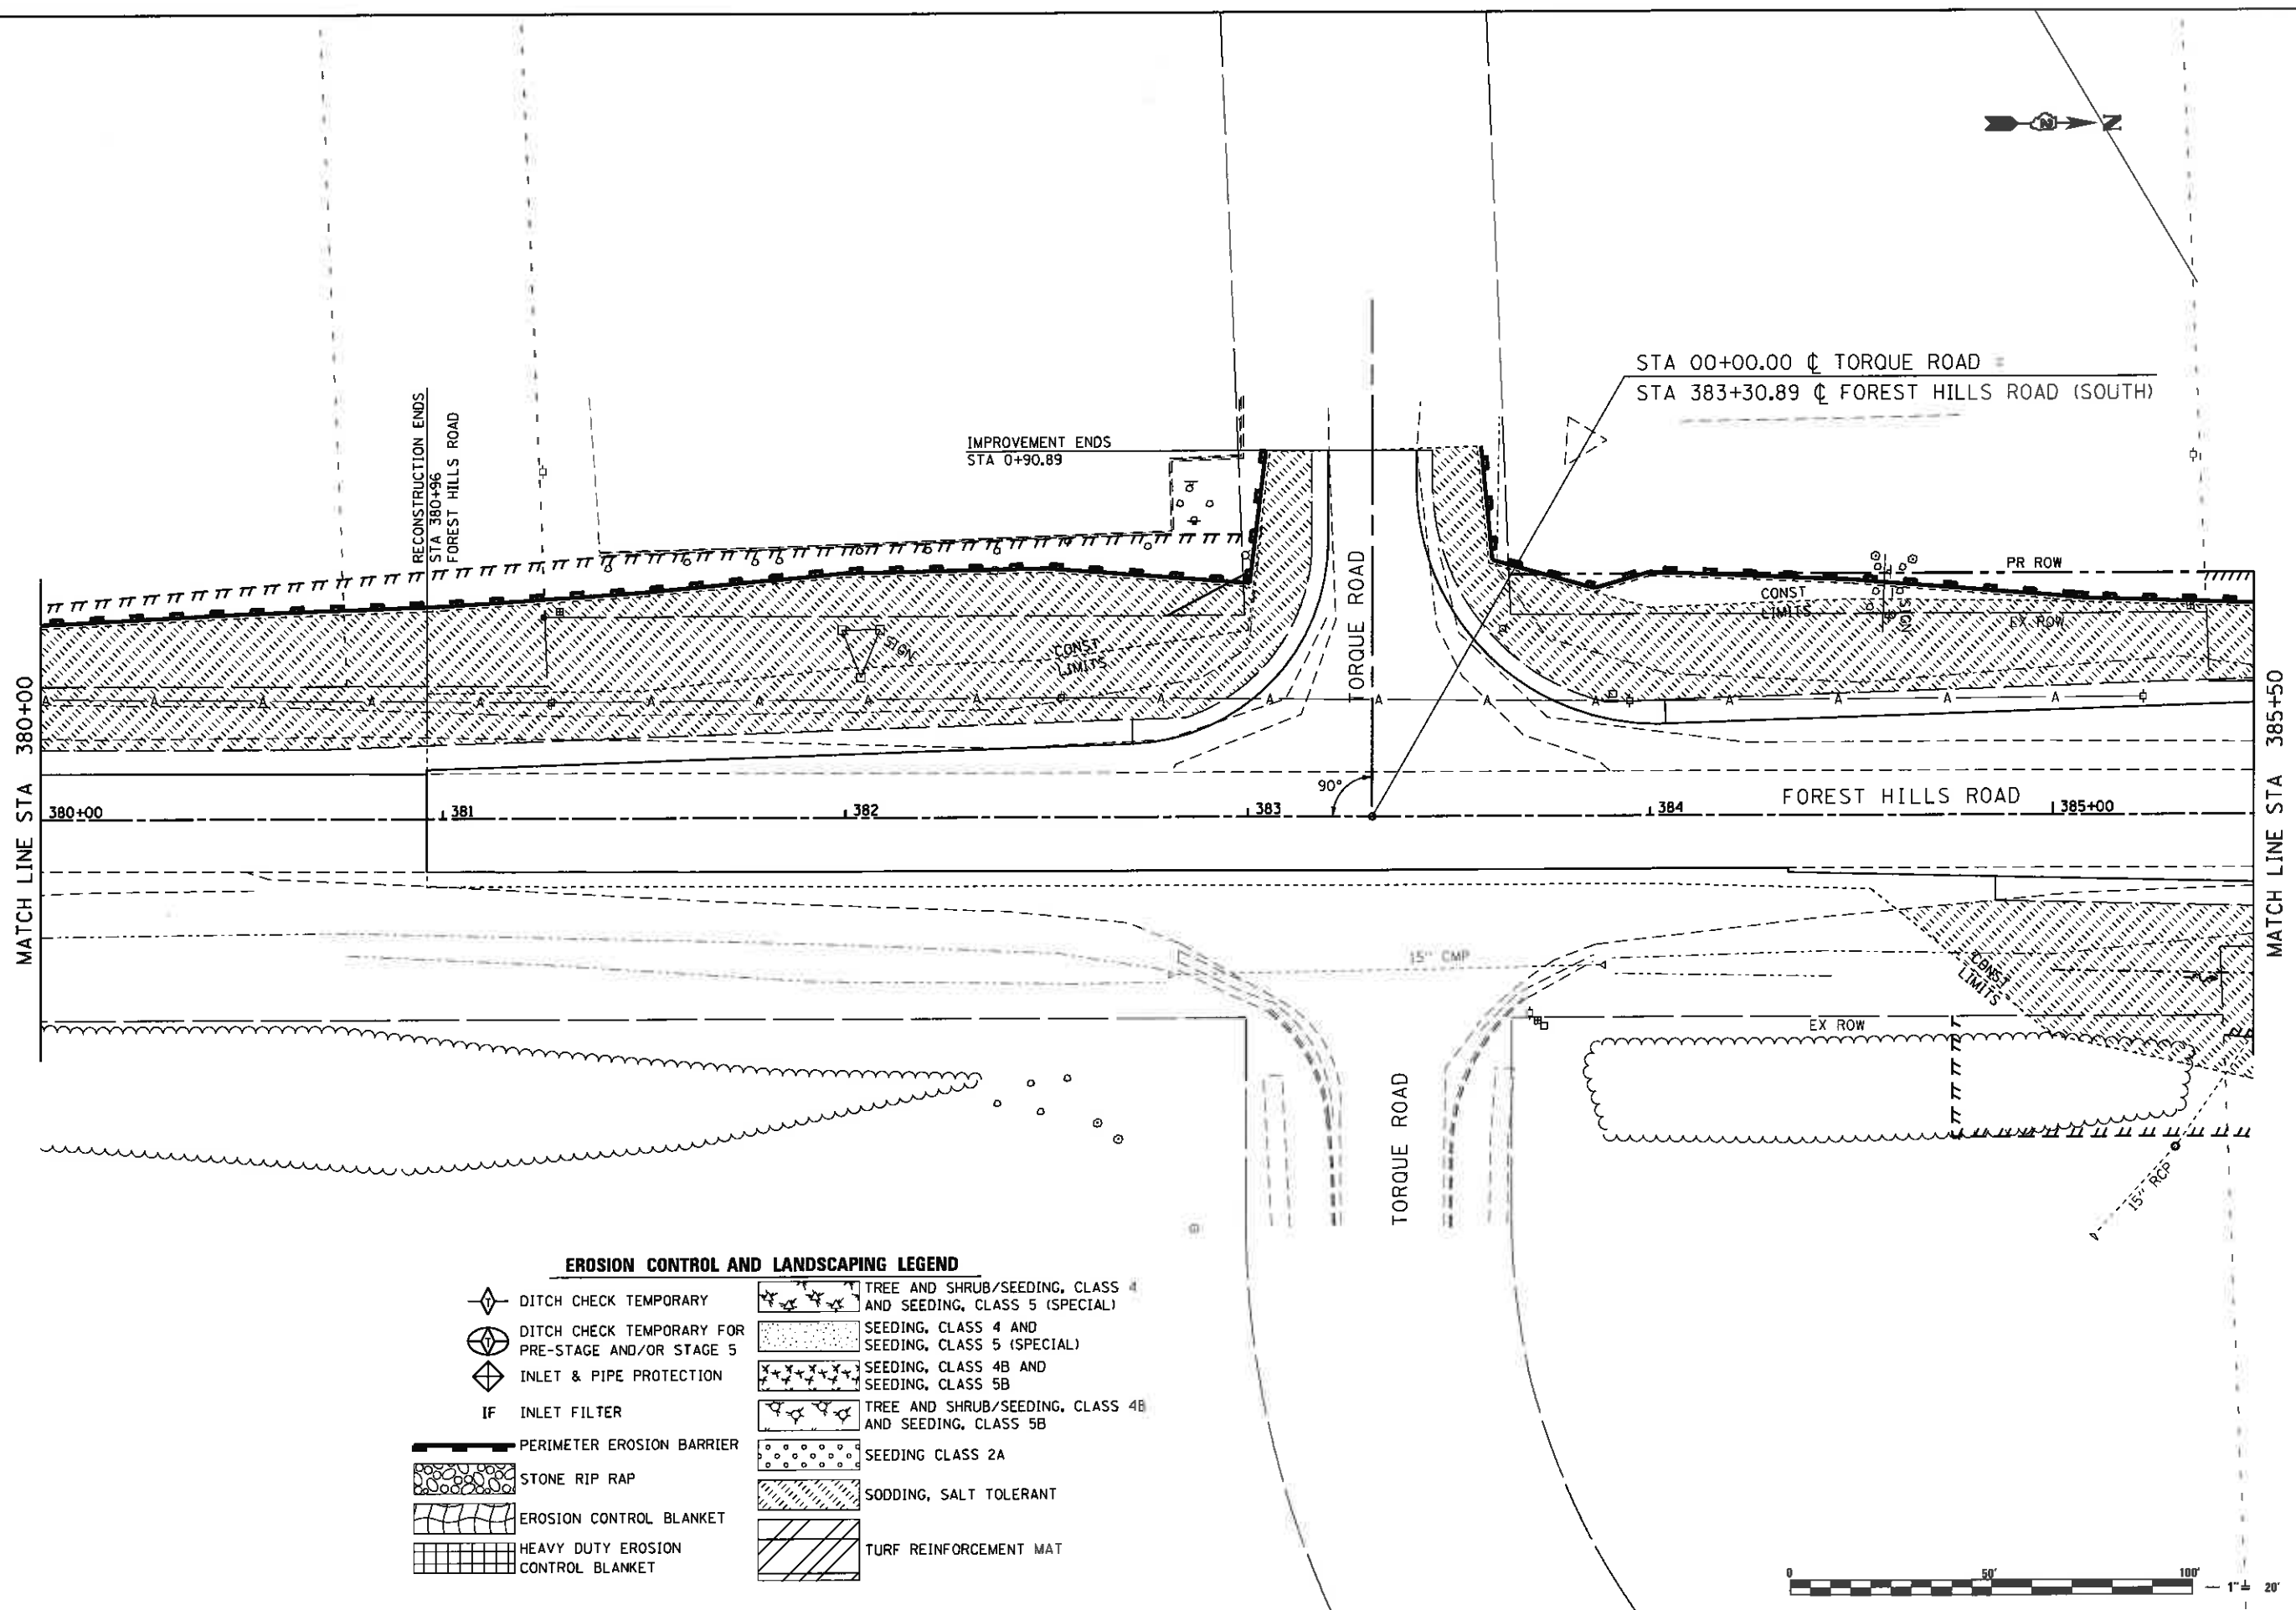 N
STA 00+00.00 ℄ TORQUE ROAD =
STA 383+30.89 ℄ FOREST HILLS ROAD (SOUTH)
RECONSTRUCTION ENDS
STA 380+96
FOREST HILLS ROAD
IMPROVEMENT ENDS
STA 0+90.89
TORQUE ROAD
PR ROW
CONST
LIMITS
SIGN
EX ROW
SIGN
CONST
LIMITS
A A A A A A A A A A A A A A A A A A A
MATCH LINE STA 380+00
MATCH LINE STA 385+50
90°
FOREST HILLS ROAD
380+00
381
382
383
384
385+00
15" CMP
CONST
LIMITS
EX ROW
TORQUE ROAD
15" RCP
EROSION CONTROL AND LANDSCAPING LEGEND
T DITCH CHECK TEMPORARY
T DITCH CHECK TEMPORARY FOR
PRE-STAGE AND/OR STAGE 5
INLET & PIPE PROTECTION
IF INLET FILTER
PERIMETER EROSION BARRIER
STONE RIP RAP
EROSION CONTROL BLANKET
HEAVY DUTY EROSION
CONTROL BLANKET
TREE AND SHRUB/SEEDING, CLASS 4
AND SEEDING, CLASS 5 (SPECIAL)
SEEDING, CLASS 4 AND
SEEDING, CLASS 5 (SPECIAL)
SEEDING, CLASS 4B AND
SEEDING, CLASS 5B
TREE AND SHRUB/SEEDING, CLASS 4B
AND SEEDING, CLASS 5B
SEEDING CLASS 2A
SODDING, SALT TOLERANT
TURF REINFORCEMENT MAT
0 50' 100'
1"= 20'